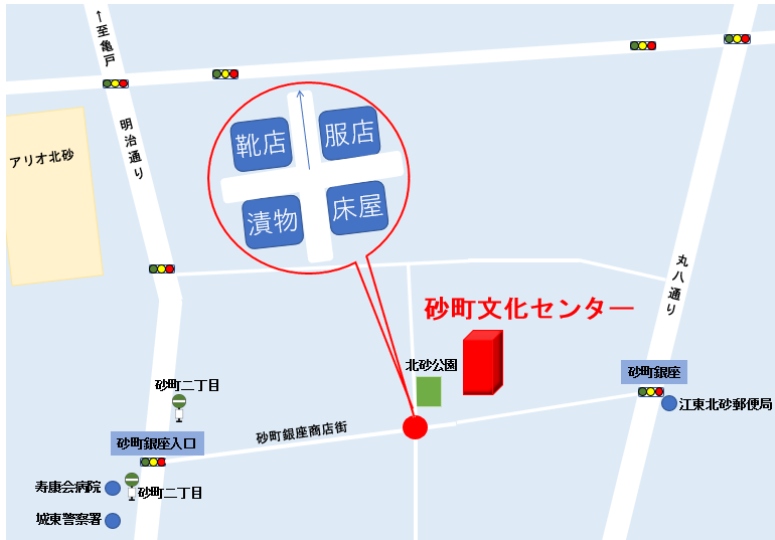 ↑至亀戸
明治通り
アリオ北砂
靴店
服店
漬物
床屋
丸八通り
砂町文化センター
北砂公園
砂町銀座
江東北砂郵便局
砂町二丁目
砂町銀座入口
砂町銀座商店街
寿康会病院
砂町二丁目
城東警察署